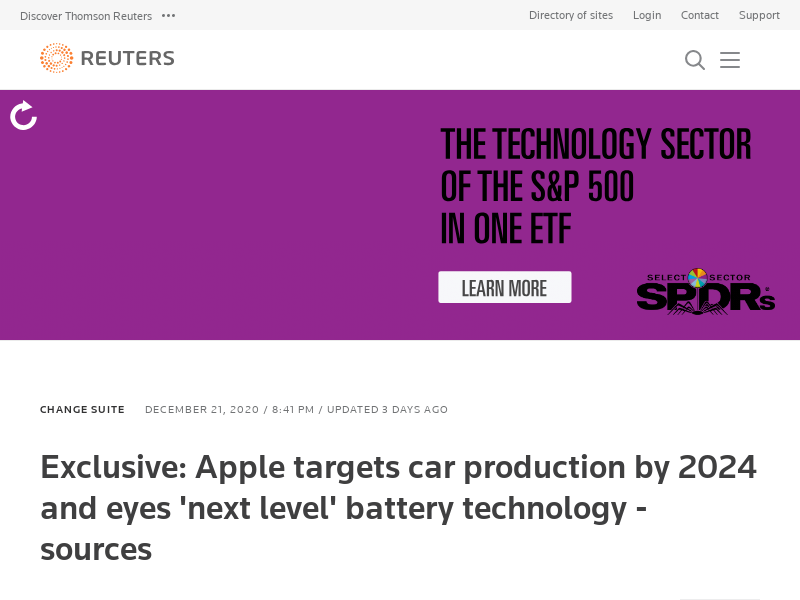 Discover Thomson Reuters
Directory of sites
Login
Contact
Support
REUTERS
THE TECHNOLOGY SECTOR
OF THE S&P 500
IN ONE ETF
LEARN MORE
SELECT SECTOR
SPDRs
CHANGE SUITE
DECEMBER 21, 2020 / 8:41 PM / UPDATED 3 DAYS AGO
Exclusive: Apple targets car production by 2024
and eyes 'next level' battery technology -
sources